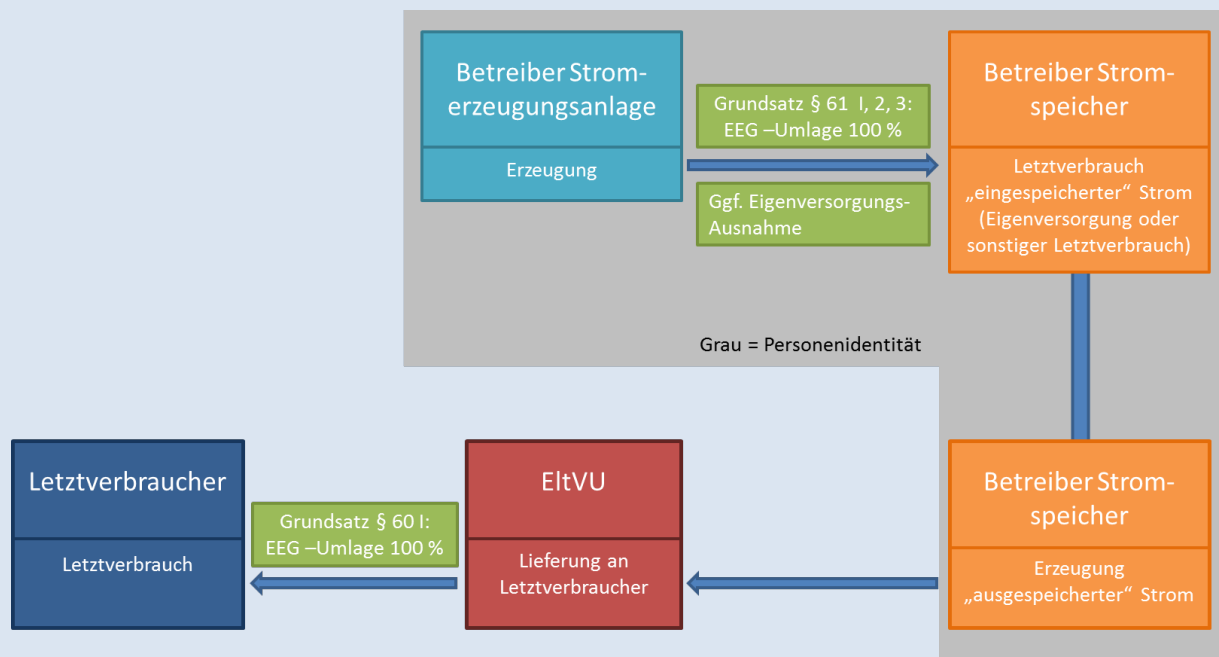 Betreiber Strom-
erzeugungsanlage
Erzeugung
Grundsatz § 61 I, 2, 3:
EEG –Umlage 100 %
Ggf. Eigenversorgungs-
Ausnahme
Betreiber Strom-
speicher
Letztverbrauch
„eingespeicherter“ Strom
(Eigenversorgung oder
sonstiger Letztverbrauch)
Grau = Personenidentität
Letztverbraucher
Letztverbrauch
Grundsatz § 60 I:
EEG –Umlage 100 %
EltVU
Lieferung an
Letztverbraucher
Betreiber Strom-
speicher
Erzeugung
„ausgespeicherter“ Strom